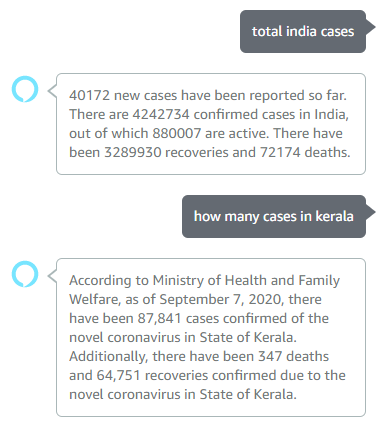 total india cases
40172 new cases have been reported so far.
There are 4242734 confirmed cases in India,
out of which 880007 are active. There have
been 3289930 recoveries and 72174 deaths.
how many cases in kerala
According to Ministry of Health and Family
Welfare, as of September 7, 2020, there
have been 87,841 cases confirmed of the
novel coronavirus in State of Kerala.
Additionally, there have been 347 deaths
and 64,751 recoveries confirmed due to the
novel coronavirus in State of Kerala.